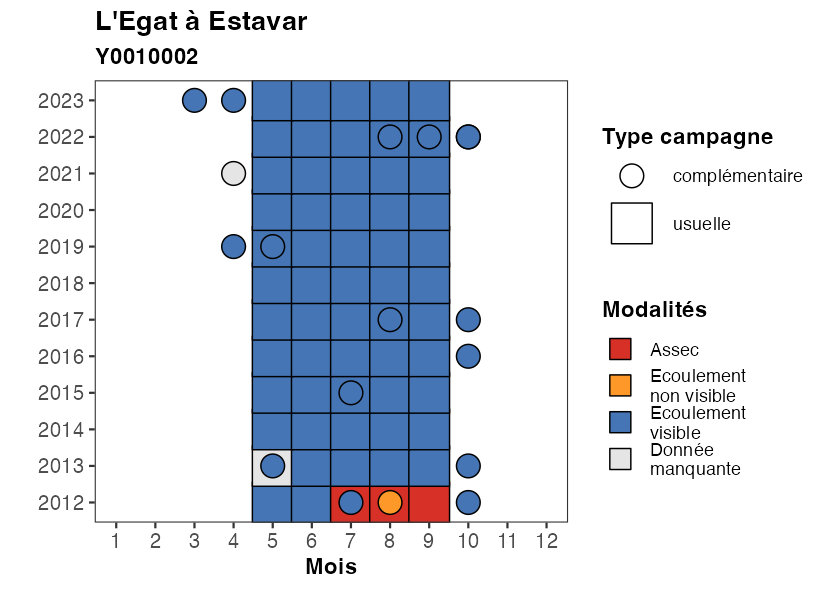 L'Egat à Estavar
Y0010002
2023
2022
2021
2020
2019
2018
2017
2016
2015
2014
2013
2012
1 2 3 4 5 6 7 8 9 10 11 12
Mois
Type campagne
complémentaire
usuelle
Modalités
Assec
Ecoulement
non visible
Ecoulement
visible
Donnée
manquante